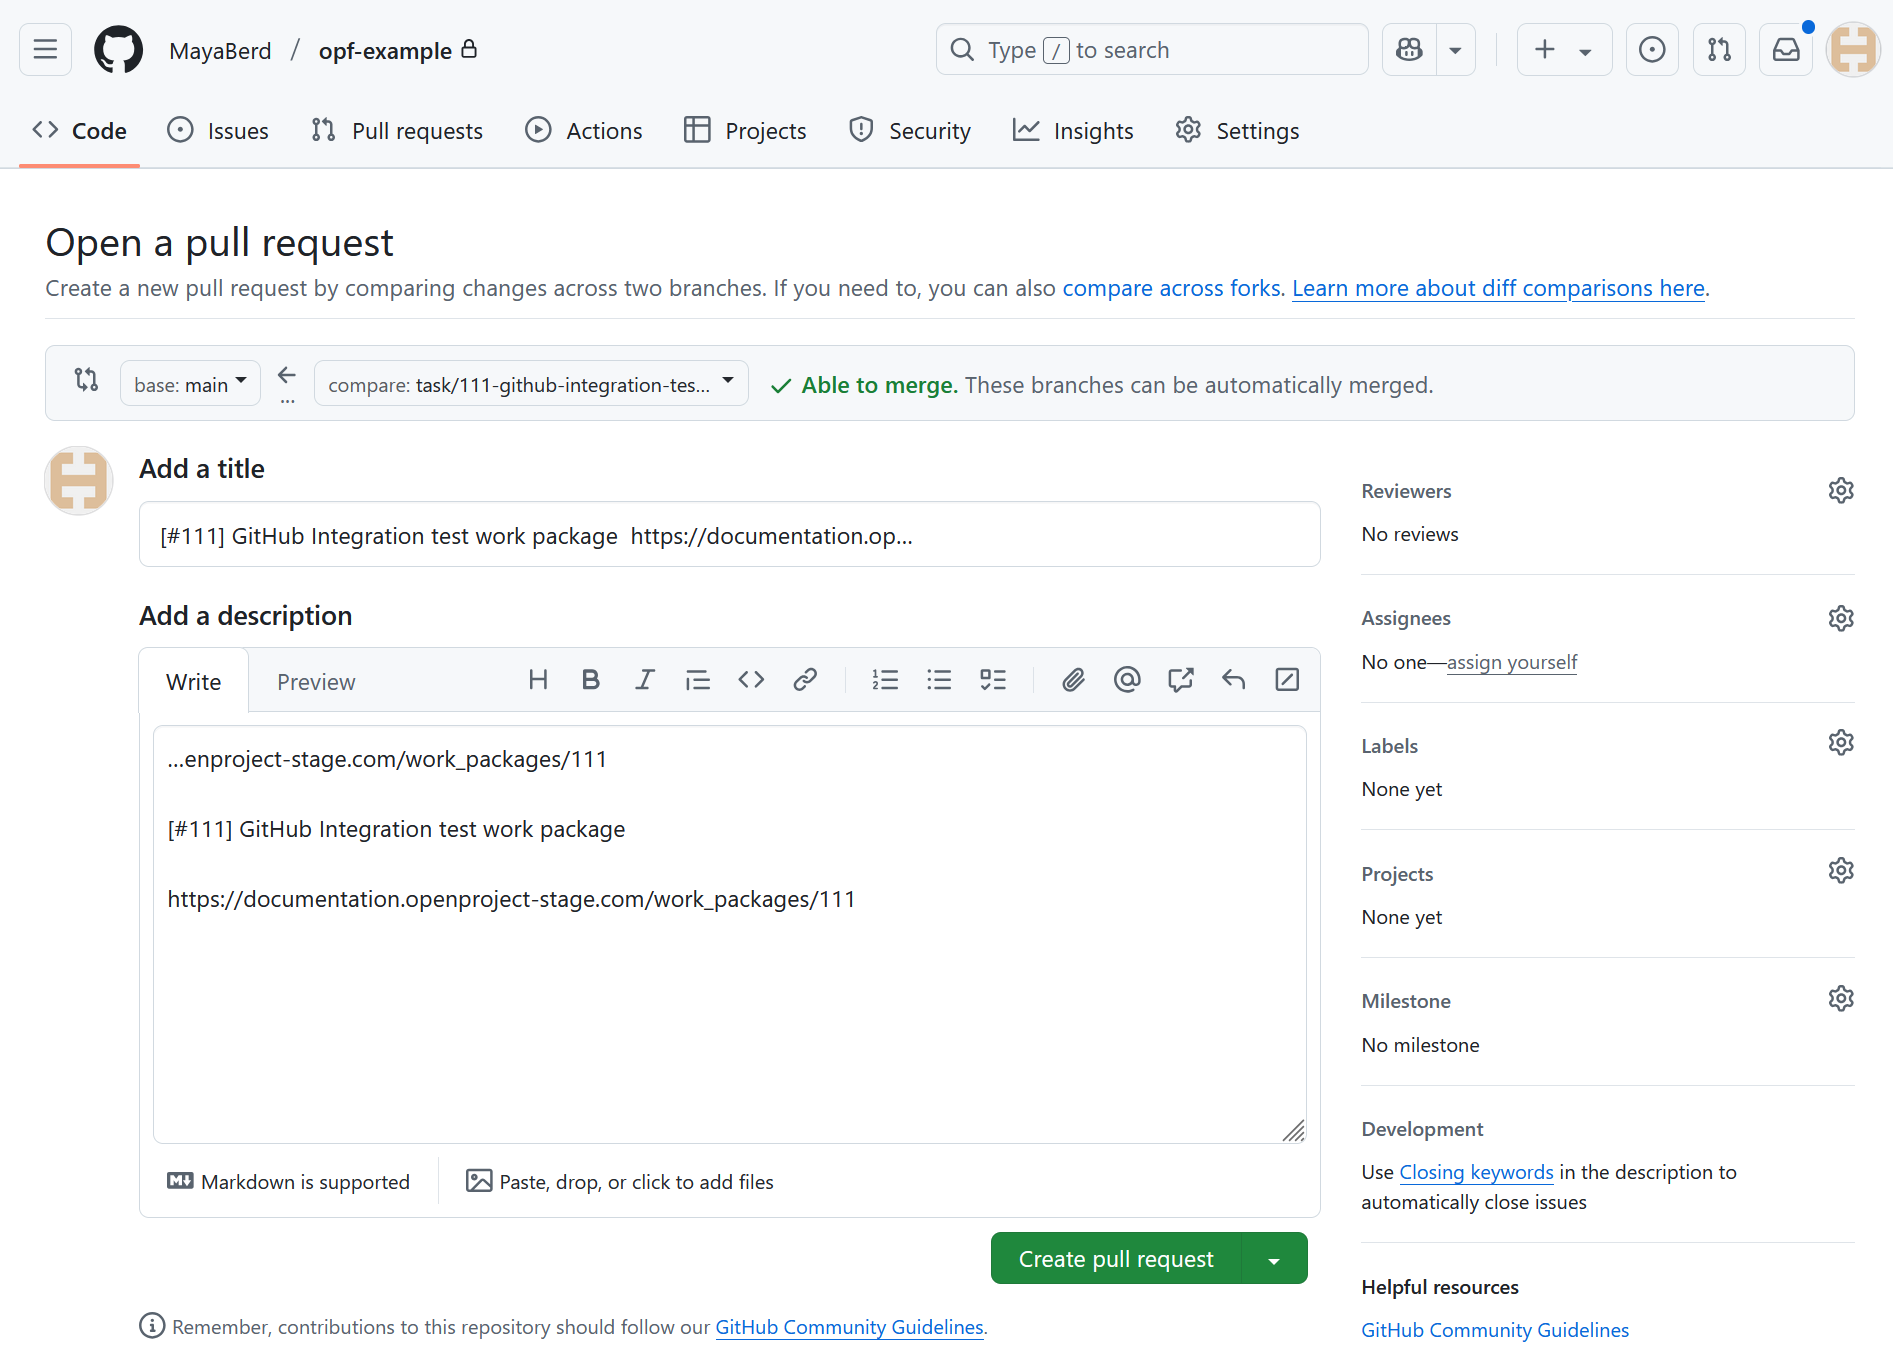 MayaBerd / opf-example
Type / to search
Code
Issues
Pull requests
Actions
Projects
Security
Insights
Settings
Open a pull request
Create a new pull request by comparing changes across two branches. If you need to, you can also compare across forks. Learn more about diff comparisons here.
base: main
...
compare: task/111-github-integration-tes...
Able to merge. These branches can be automatically merged.
Add a title
[#111] GitHub Integration test work package  https://documentation.op...
Add a description
Write
Preview
...enproject-stage.com/work_packages/111
[#111] GitHub Integration test work package
https://documentation.openproject-stage.com/work_packages/111
Markdown is supported
Paste, drop, or click to add files
Create pull request
Remember, contributions to this repository should follow our GitHub Community Guidelines.
Reviewers
No reviews
Assignees
No one—assign yourself
Labels
None yet
Projects
None yet
Milestone
No milestone
Development
Use Closing keywords in the description to
automatically close issues
Helpful resources
GitHub Community Guidelines